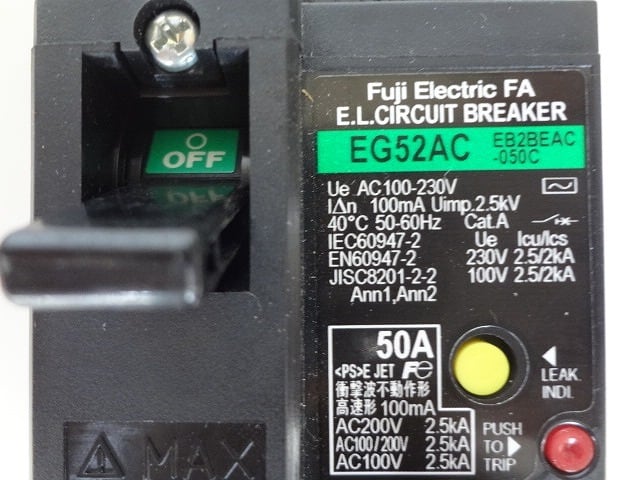 OFF
Fuji Electric FA
E.L.CIRCUIT BREAKER
EG52AC EB2BEAC
-050C
Ue AC100-230V
IΔn 100mA Uimp.2.5kV
40°C 50-60Hz Cat.A
IEC60947-2 Ue Icu/Ics
EN60947-2 230V 2.5/2kA
JISC8201-2-2 100V 2.5/2kA
Ann1,Ann2
50A
<PS>E JET Fe
衝撃波不動作形
高速形 100mA
AC200V 2.5kA
AC100/200V 2.5kA
AC100V 2.5kA
LEAK.
INDI.
PUSH
TO
TRIP
MAX